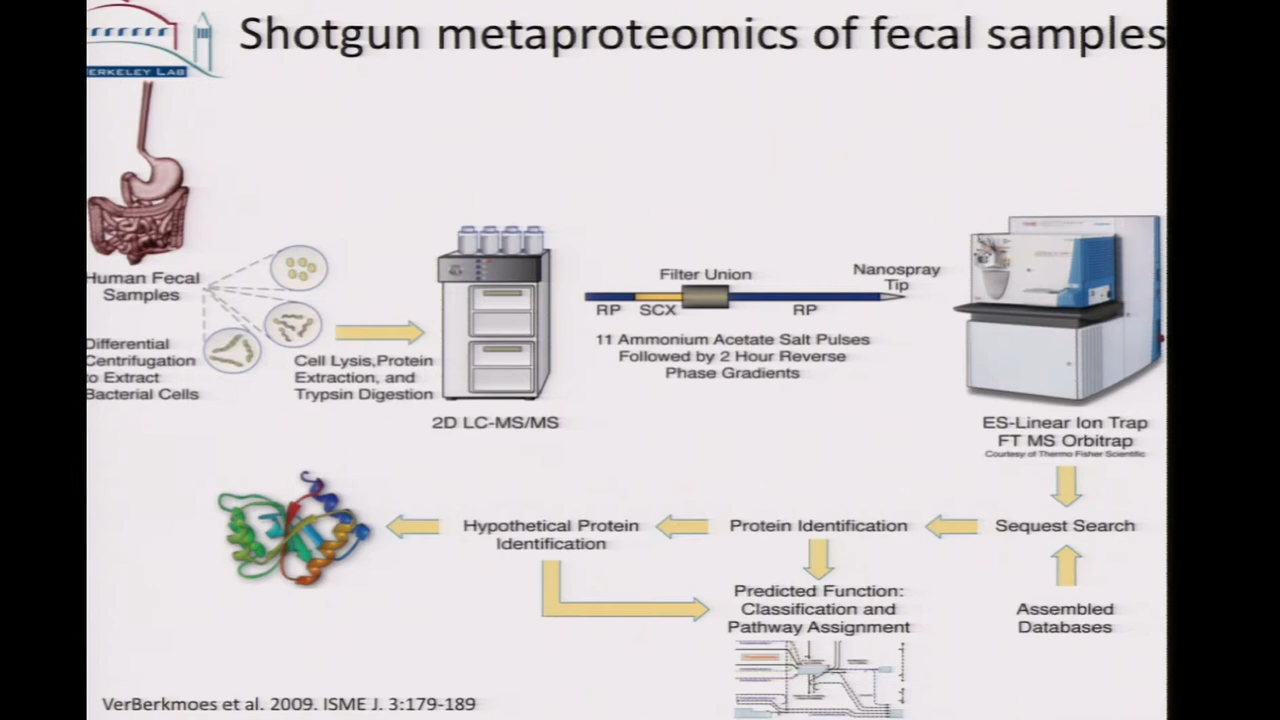 Shotgun metaproteomics of fecal samples
ERKELEY LAB
Human Fecal
Samples
Differential
Centrifugation
to Extract
Bacterial Cells
Cell Lysis,Protein
Extraction, and
Trypsin Digestion
2D LC-MS/MS
Filter Union
RP
SCX
RP
Nanospray
Tip
11 Ammonium Acetate Salt Pulses
Followed by 2 Hour Reverse
Phase Gradients
ES-Linear Ion Trap
FT MS Orbitrap
Courtesy of Thermo Fisher Scientific
Sequest Search
Assembled
Databases
Protein Identification
Hypothetical Protein
Identification
Predicted Function:
Classification and
Pathway Assignment
VerBerkmoes et al. 2009. ISME J. 3:179-189